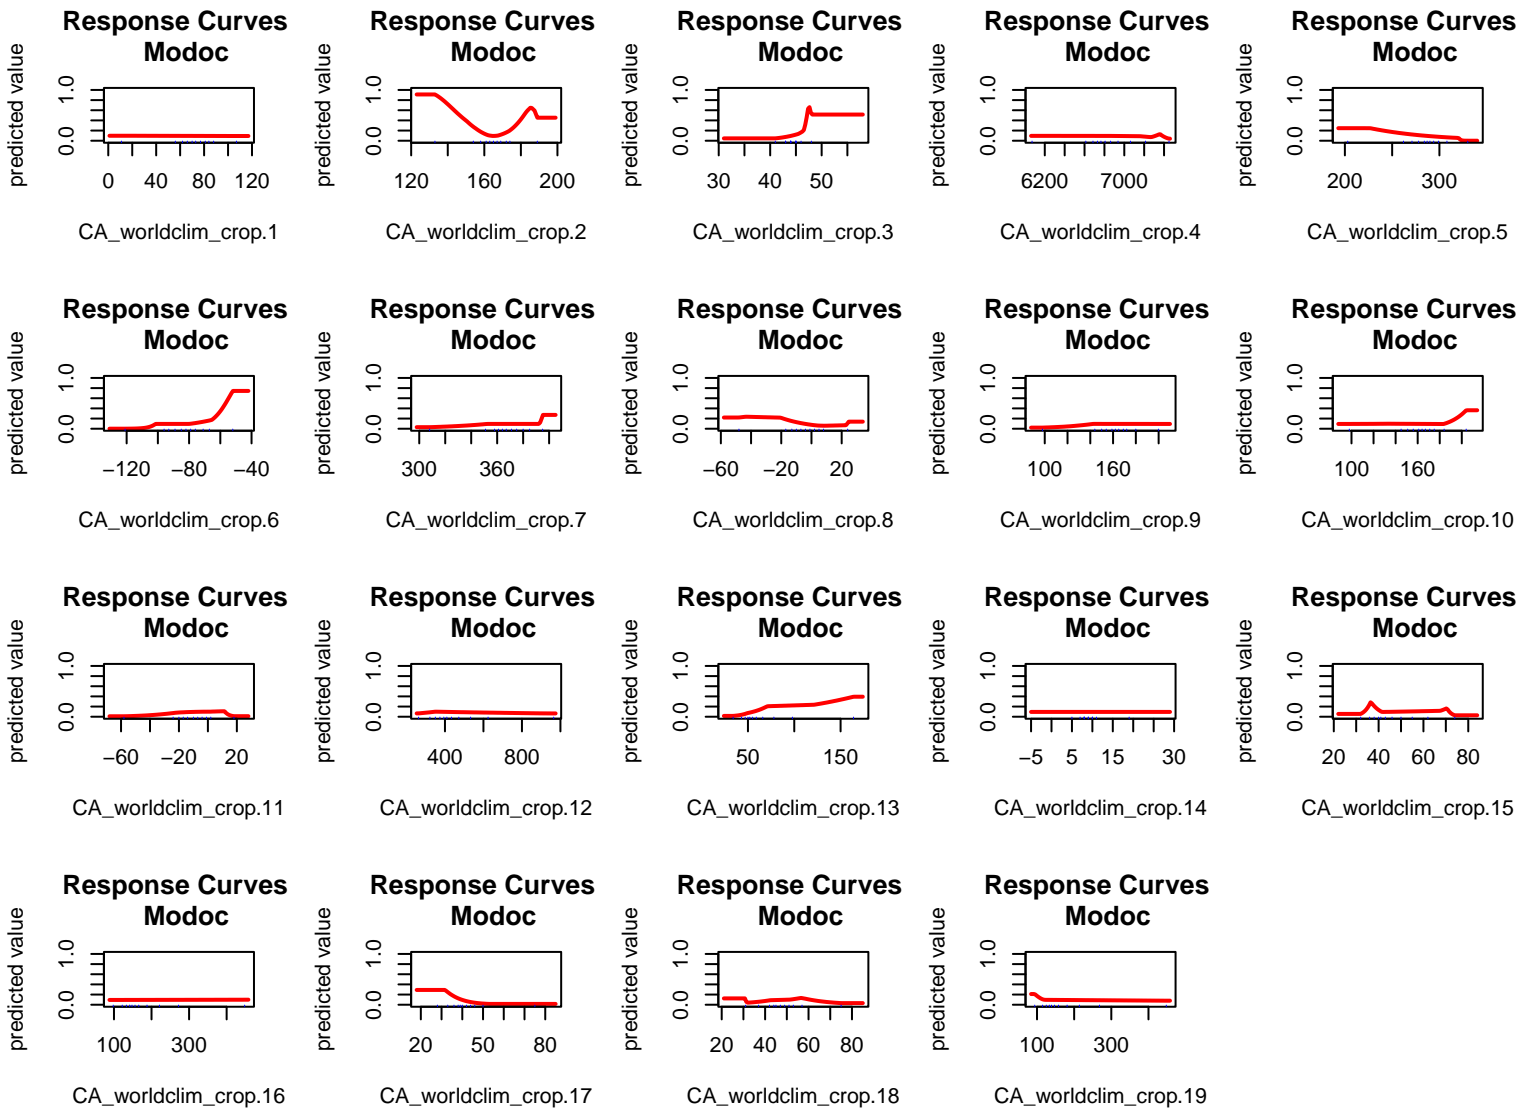 Response Curves
Modoc
predicted value
0.0 1.0
0 40 80 120
CA_worldclim_crop.1
Response Curves
Modoc
predicted value
0.0 1.0
120 160 200
CA_worldclim_crop.2
Response Curves
Modoc
predicted value
0.0 1.0
30 40 50
CA_worldclim_crop.3
Response Curves
Modoc
predicted value
0.0 1.0
6200 7000
CA_worldclim_crop.4
Response Curves
Modoc
predicted value
0.0 1.0
200 300
CA_worldclim_crop.5
Response Curves
Modoc
predicted value
0.0 1.0
−120 −80 −40
CA_worldclim_crop.6
Response Curves
Modoc
predicted value
0.0 1.0
300 360
CA_worldclim_crop.7
Response Curves
Modoc
predicted value
0.0 1.0
−60 −20 20
CA_worldclim_crop.8
Response Curves
Modoc
predicted value
0.0 1.0
100 160
CA_worldclim_crop.9
Response Curves
Modoc
predicted value
0.0 1.0
100 160
CA_worldclim_crop.10
Response Curves
Modoc
predicted value
0.0 1.0
−60 −20 20
CA_worldclim_crop.11
Response Curves
Modoc
predicted value
0.0 1.0
400 800
CA_worldclim_crop.12
Response Curves
Modoc
predicted value
0.0 1.0
50 150
CA_worldclim_crop.13
Response Curves
Modoc
predicted value
0.0 1.0
−5 5 15 30
CA_worldclim_crop.14
Response Curves
Modoc
predicted value
0.0 1.0
20 40 60 80
CA_worldclim_crop.15
Response Curves
Modoc
predicted value
0.0 1.0
100 300
CA_worldclim_crop.16
Response Curves
Modoc
predicted value
0.0 1.0
20 50 80
CA_worldclim_crop.17
Response Curves
Modoc
predicted value
0.0 1.0
20 40 60 80
CA_worldclim_crop.18
Response Curves
Modoc
predicted value
0.0 1.0
100 300
CA_worldclim_crop.19